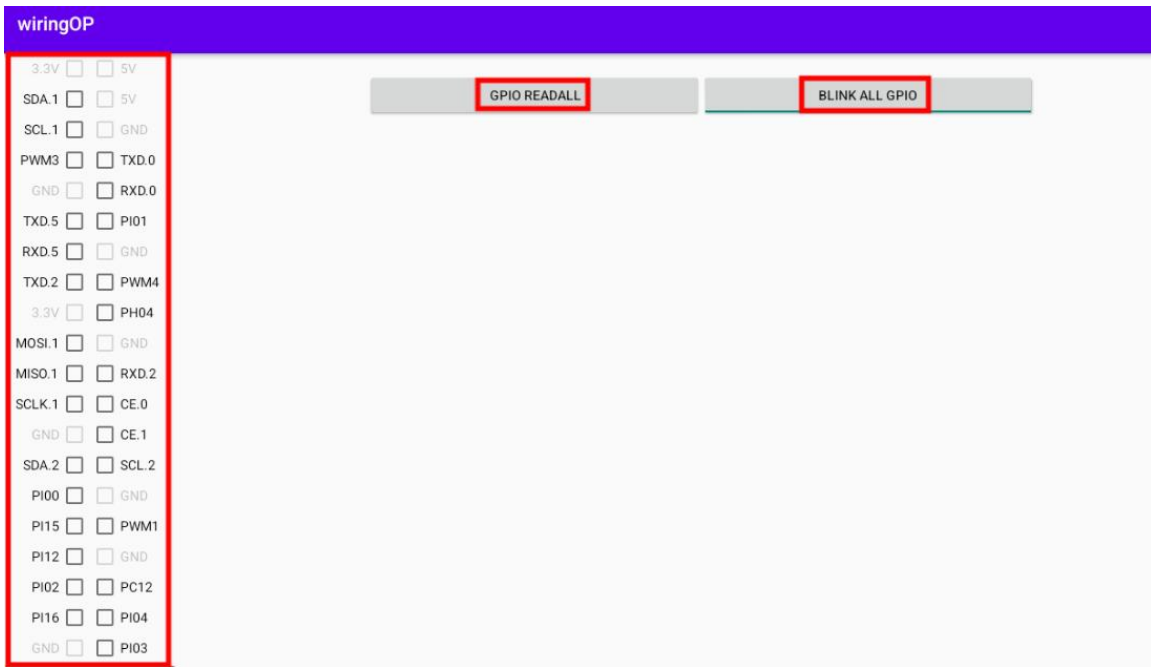 wiringOP
3.3V 5V
SDA.1 5V
SCL.1 GND
PWM3 TXD.0
GND RXD.0
TXD.5 PI01
RXD.5 GND
TXD.2 PWM4
3.3V PH04
MOSI.1 GND
MISO.1 RXD.2
SCLK.1 CE.0
GND CE.1
SDA.2 SCL.2
PI00 GND
PI15 PWM1
PI12 GND
PI02 PC12
PI16 PI04
GND PI03
GPIO READALL
BLINK ALL GPIO